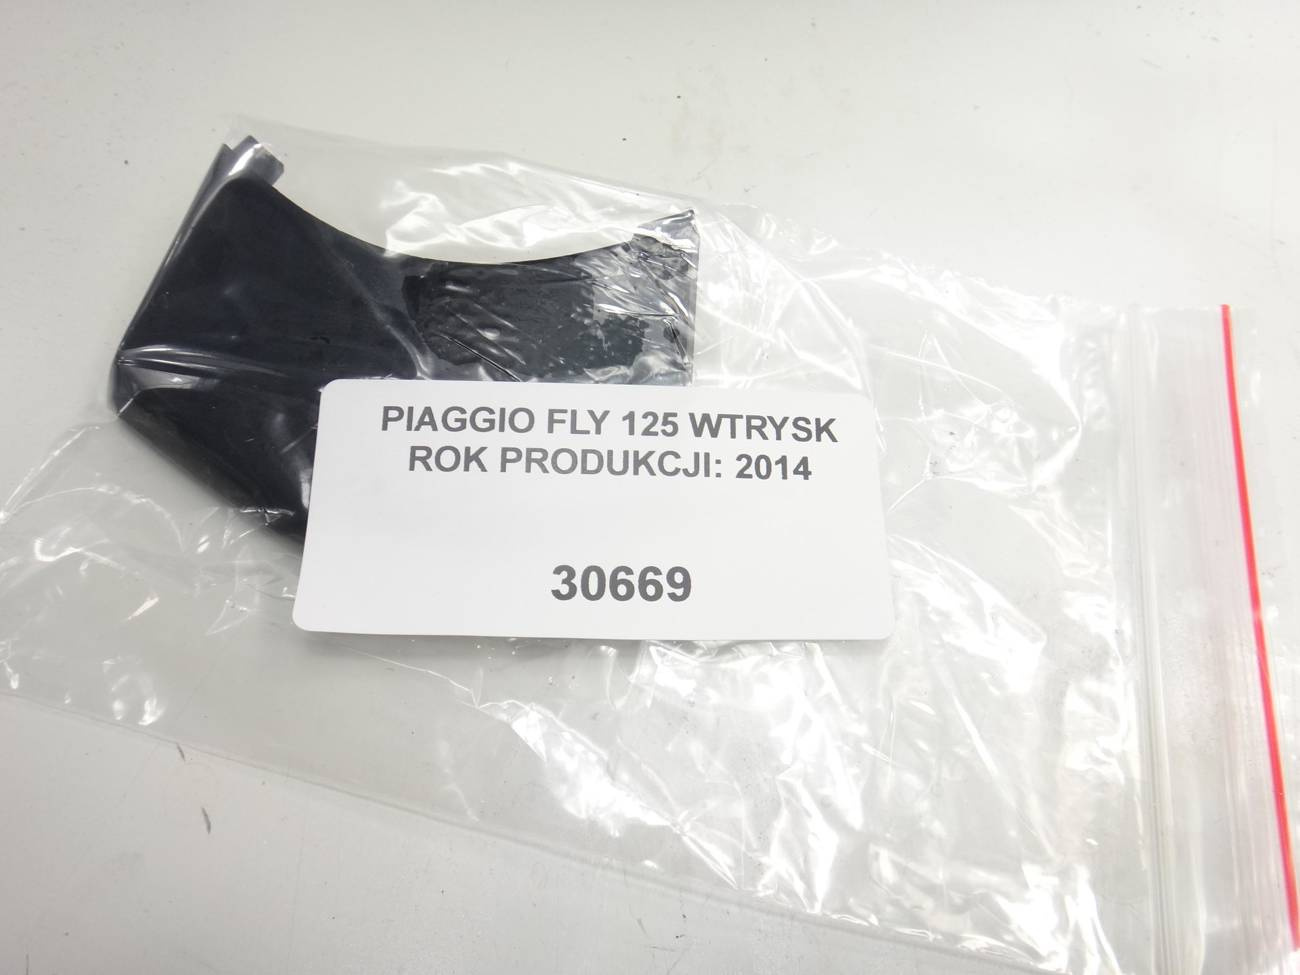 PIAGGIO FLY 125 WTRYSK
ROK PRODUKCJI: 2014
30669